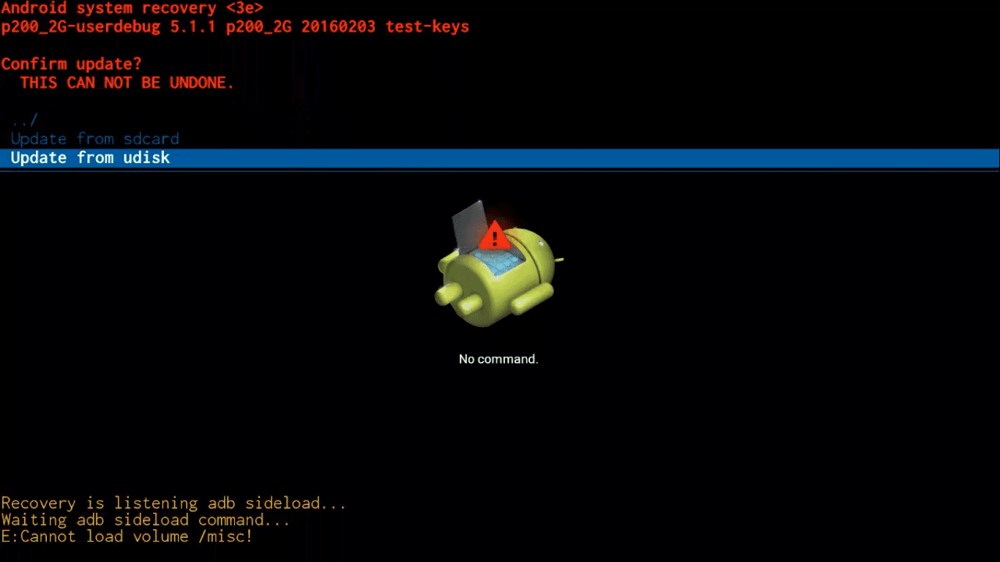 Android system recovery <3e>
p200_2G-userdebug 5.1.1 p200_2G 20160203 test-keys
Confirm update?
THIS CAN NOT BE UNDONE.
../
Update from sdcard
Update from udisk
No command.
Recovery is listening adb sideload...
Waiting adb sideload command...
E:Cannot load volume /misc!